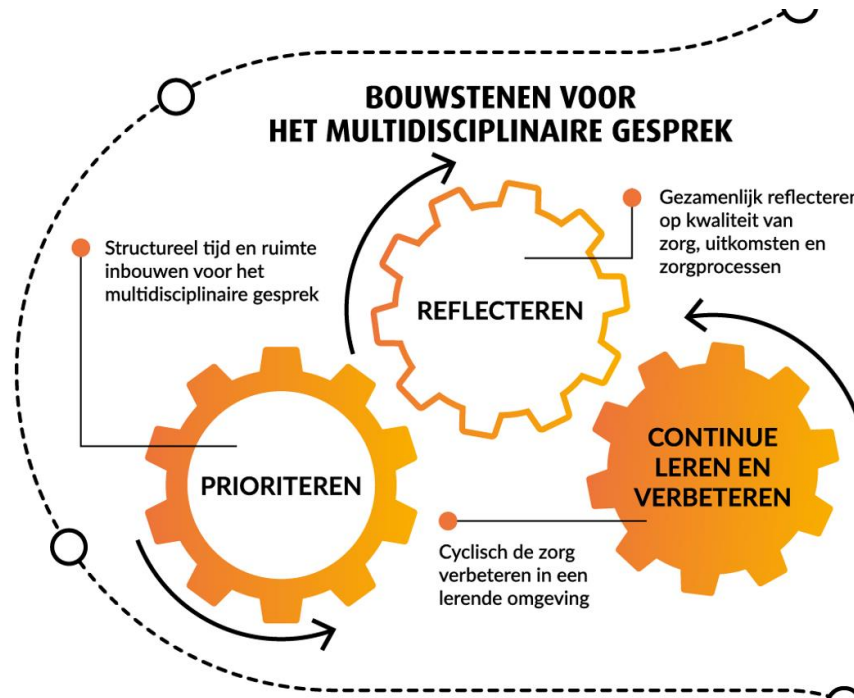 BOUWSTENEN VOOR
HET MULTIDISCIPLINAIRE GESPREK
Structureel tijd en ruimte
inbouwen voor het
multidisciplinaire gesprek
Gezamenlijk reflecteren
op kwaliteit van
zorg, uitkomsten en
zorgprocessen
REFLECTEREN
PRIORITEREN
CONTINUE
LEREN EN
VERBETEREN
Cyclisch de zorg
verbeteren in een
lerende omgeving